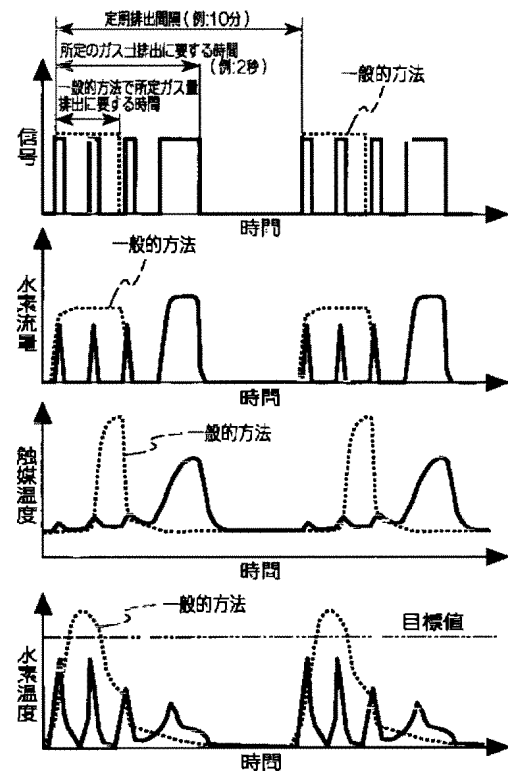 定期排出間隔(例:10分)
所定のガス量排出に要する時間
(例:2秒)
一般的方法で所定ガス量
排出に要する時間
一般的方法
信号
時間
一般的方法
水素流量
時間
一般的方法
触媒温度
時間
一般的方法
目標値
水素温度
時間